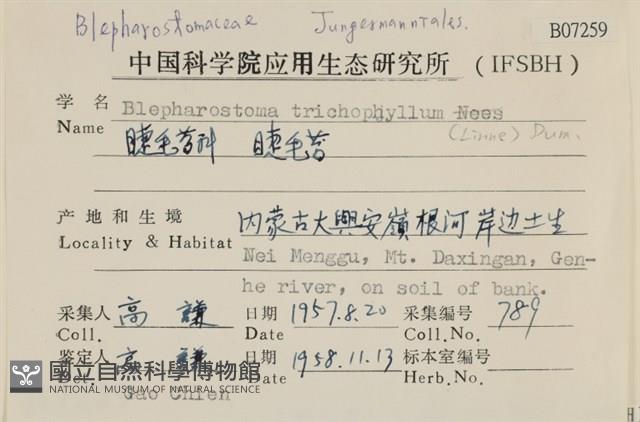 Blepharostomaceae Jungermanniales.
B07259
中国科学院应用生态研究所 (IFSBH)
学名 Blepharostoma trichophyllum Nees
Name (Linne) Dum.
睫毛苔科 睫毛苔
产地和生境 内蒙古大興安嶺根河岸边土生
Locality & Habitat Nei Menggu, Mt. Daxingan, Gen-
he river, on soil of bank.
采集人 高謙 日期 1957.8.20 采集编号 789
Coll. Date Coll.No.
鉴定人 高謙 日期 1958.11.13 标本室编号
Det. Date Herb.No.
Gao Chien
國立自然科學博物館
NATIONAL MUSEUM OF NATURAL SCIENCE